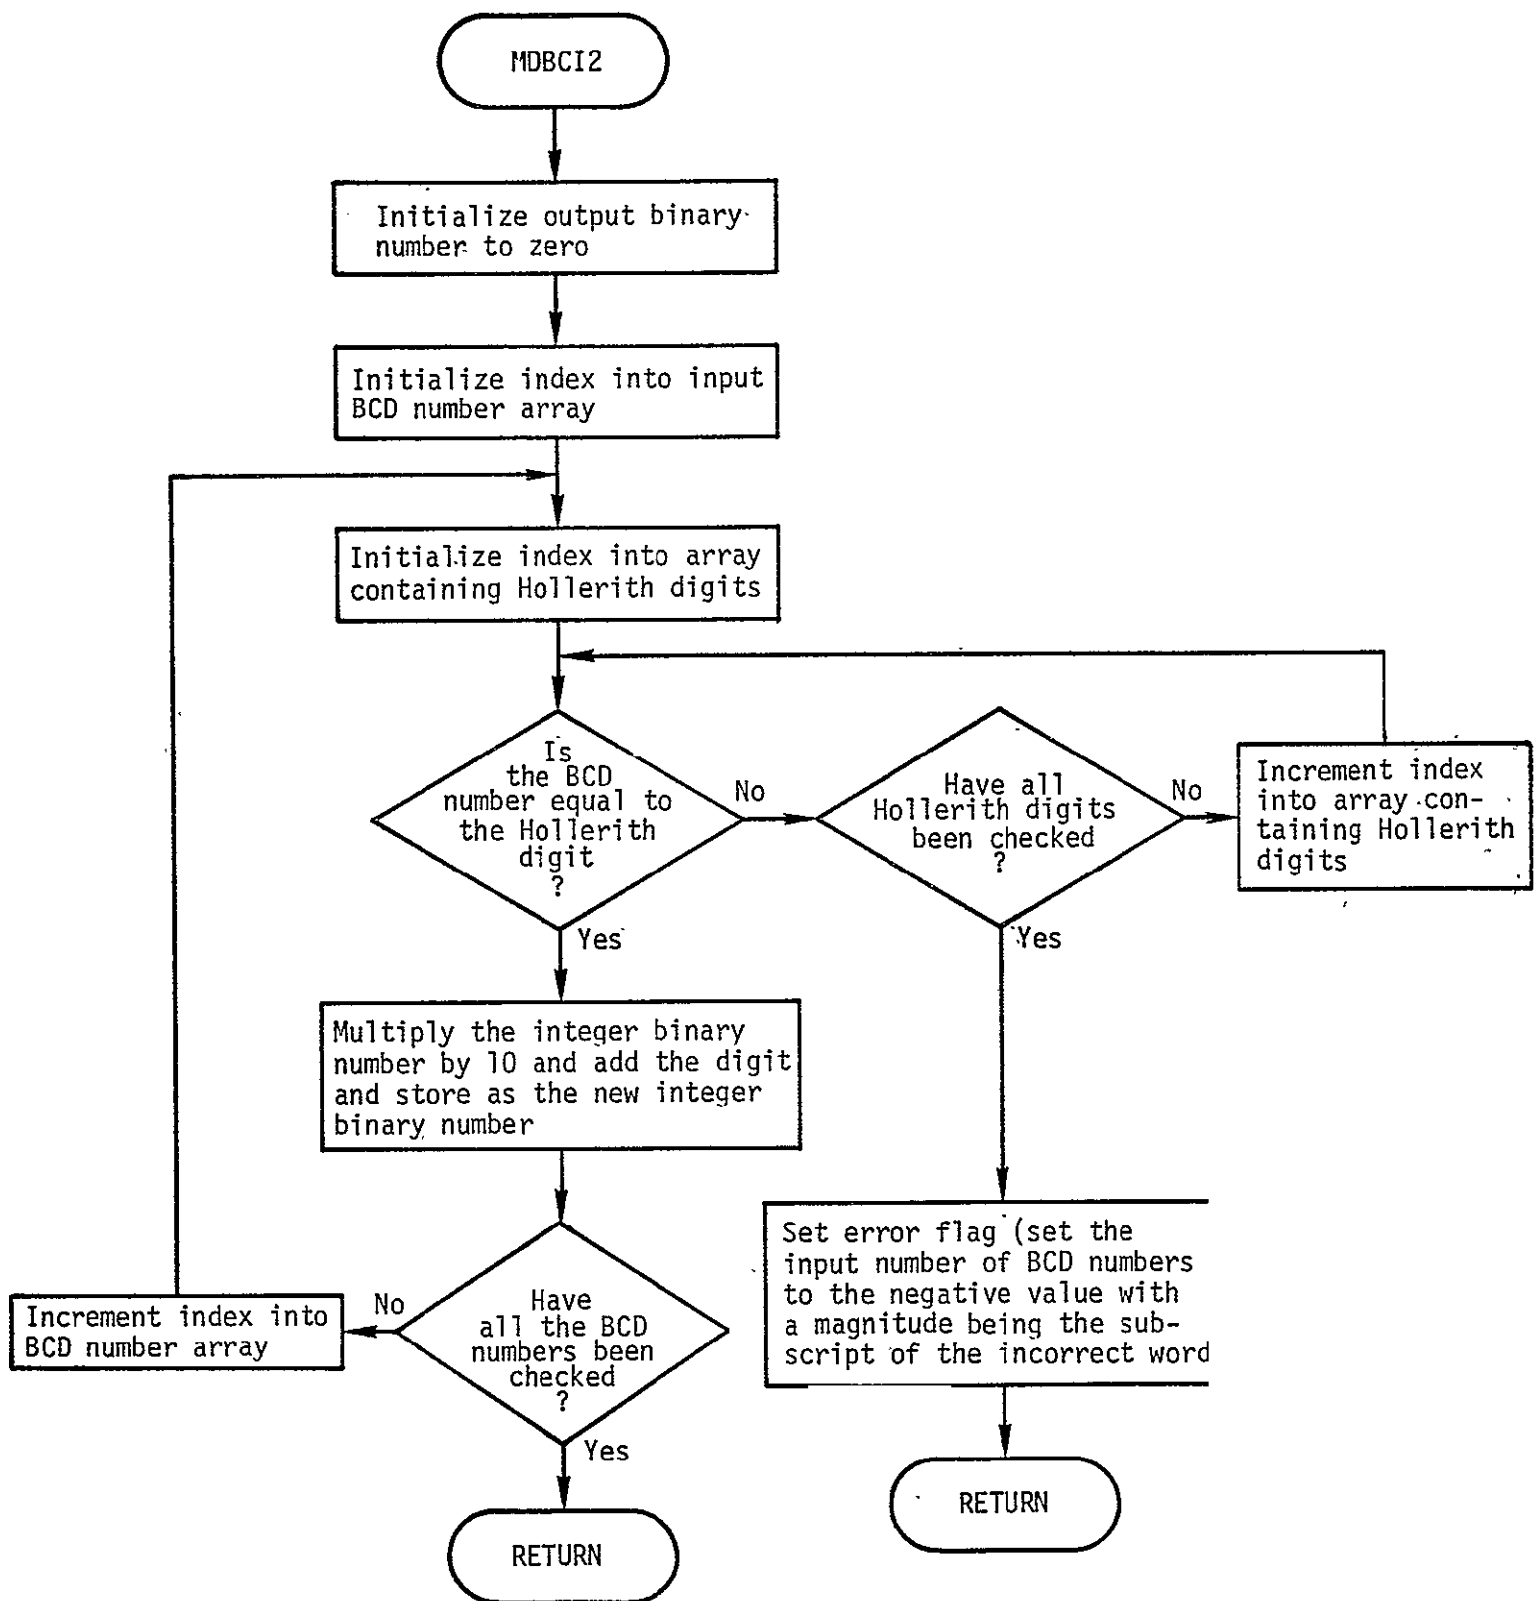 MDBCI2
Initialize output binary
number to zero
Initialize index into input
BCD number array
Initialize index into array
containing Hollerith digits
Is
the BCD
number equal to
the Hollerith
digit
?
No
Have all
Hollerith digits
been checked
?
No
Increment index
into array con-
taining Hollerith
digits
Yes
Yes
Multiply the integer binary
number by 10 and add the digit
and store as the new integer
binary number
Set error flag (set the
input number of BCD numbers
to the negative value with
a magnitude being the sub-
script of the incorrect word
Have
all the BCD
numbers been
checked
?
No
Increment index into
BCD number array
Yes
RETURN
RETURN